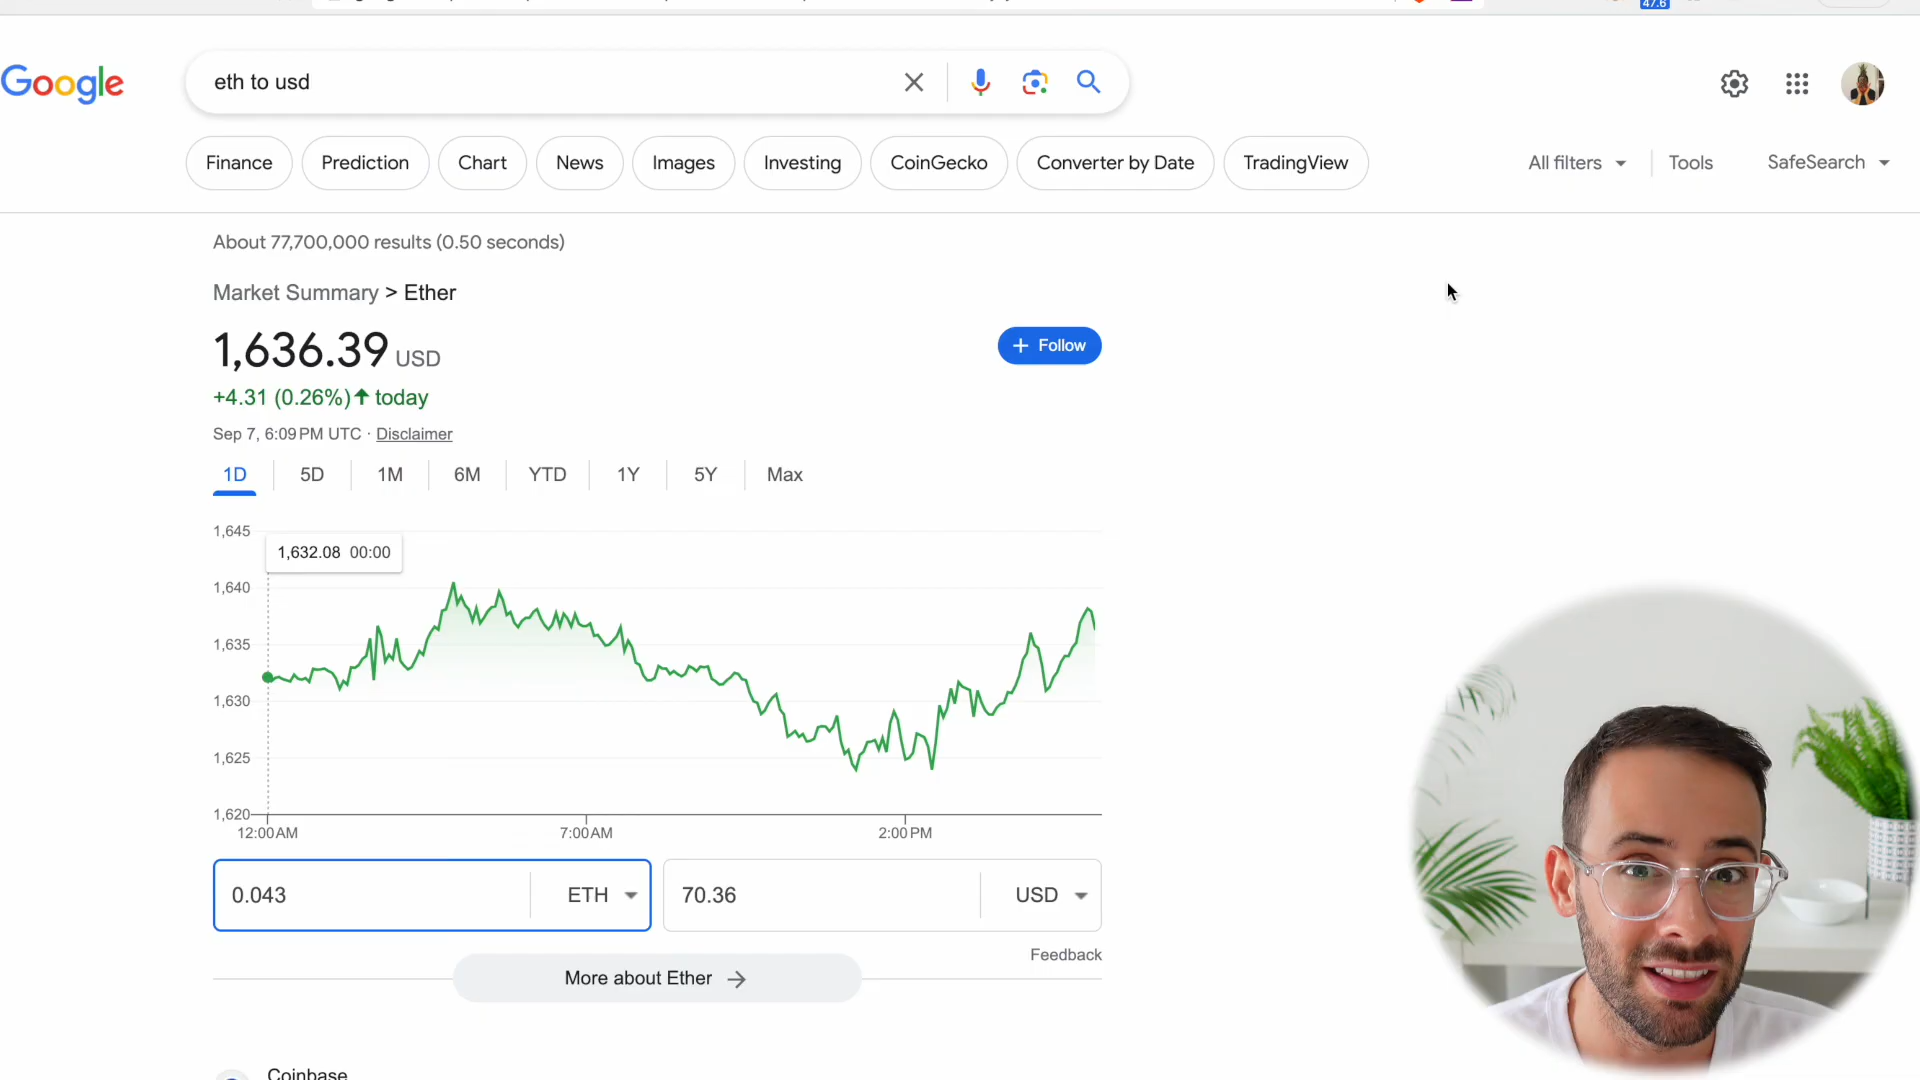 47.6
Google
eth to usd
Finance
Prediction
Chart
News
Images
Investing
CoinGecko
Converter by Date
TradingView
All filters
Tools
SafeSearch
About 77,700,000 results (0.50 seconds)
Market Summary > Ether
1,636.39 USD
+ Follow
+4.31 (0.26%) today
Sep 7, 6:09 PM UTC · Disclaimer
1D
5D
1M
6M
YTD
1Y
5Y
Max
1,645
1,632.08 00:00
1,640
1,635
1,630
1,625
1,620
12:00 AM
7:00 AM
2:00 PM
0.043
ETH
70.36
USD
Feedback
More about Ether
Coinbase